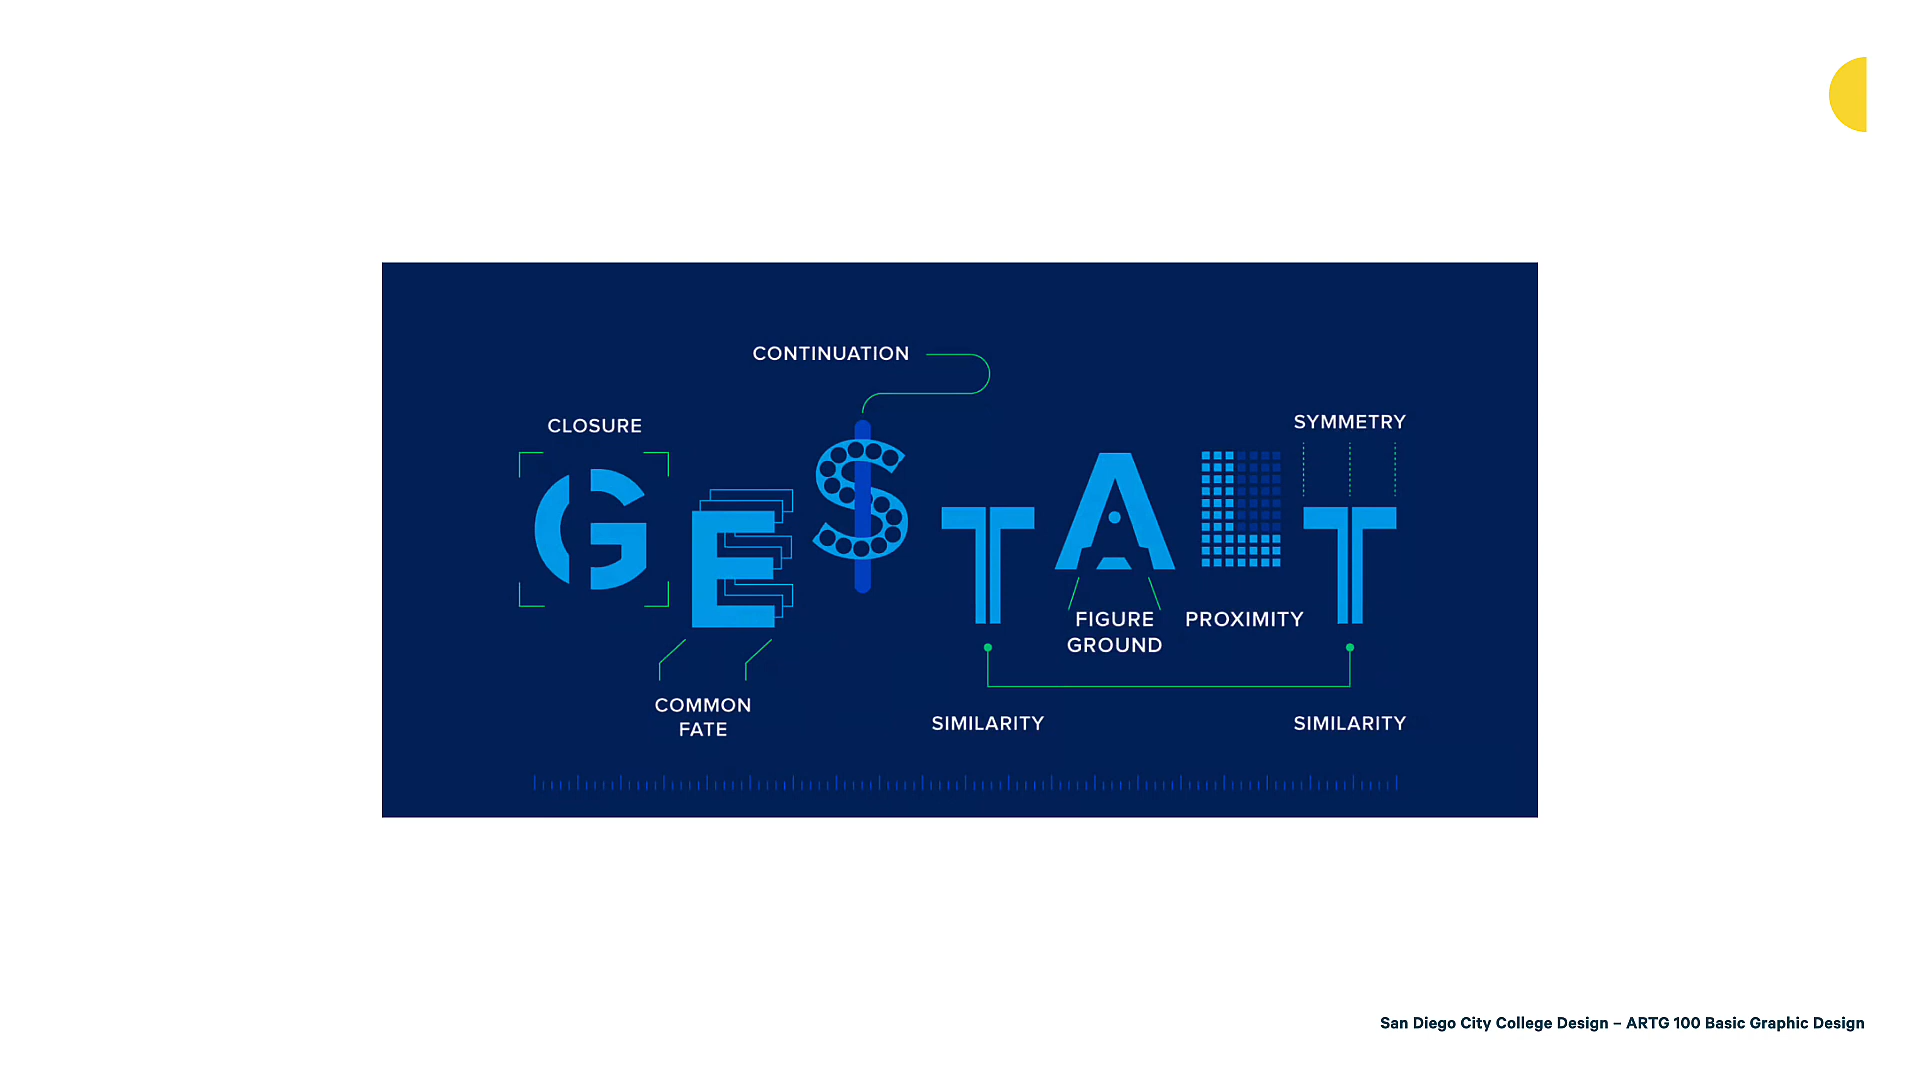 CONTINUATION
CLOSURE
SYMMETRY
GESTALT
FIGURE
GROUND
PROXIMITY
COMMON
FATE
SIMILARITY
SIMILARITY
San Diego City College Design – ARTG 100 Basic Graphic Design